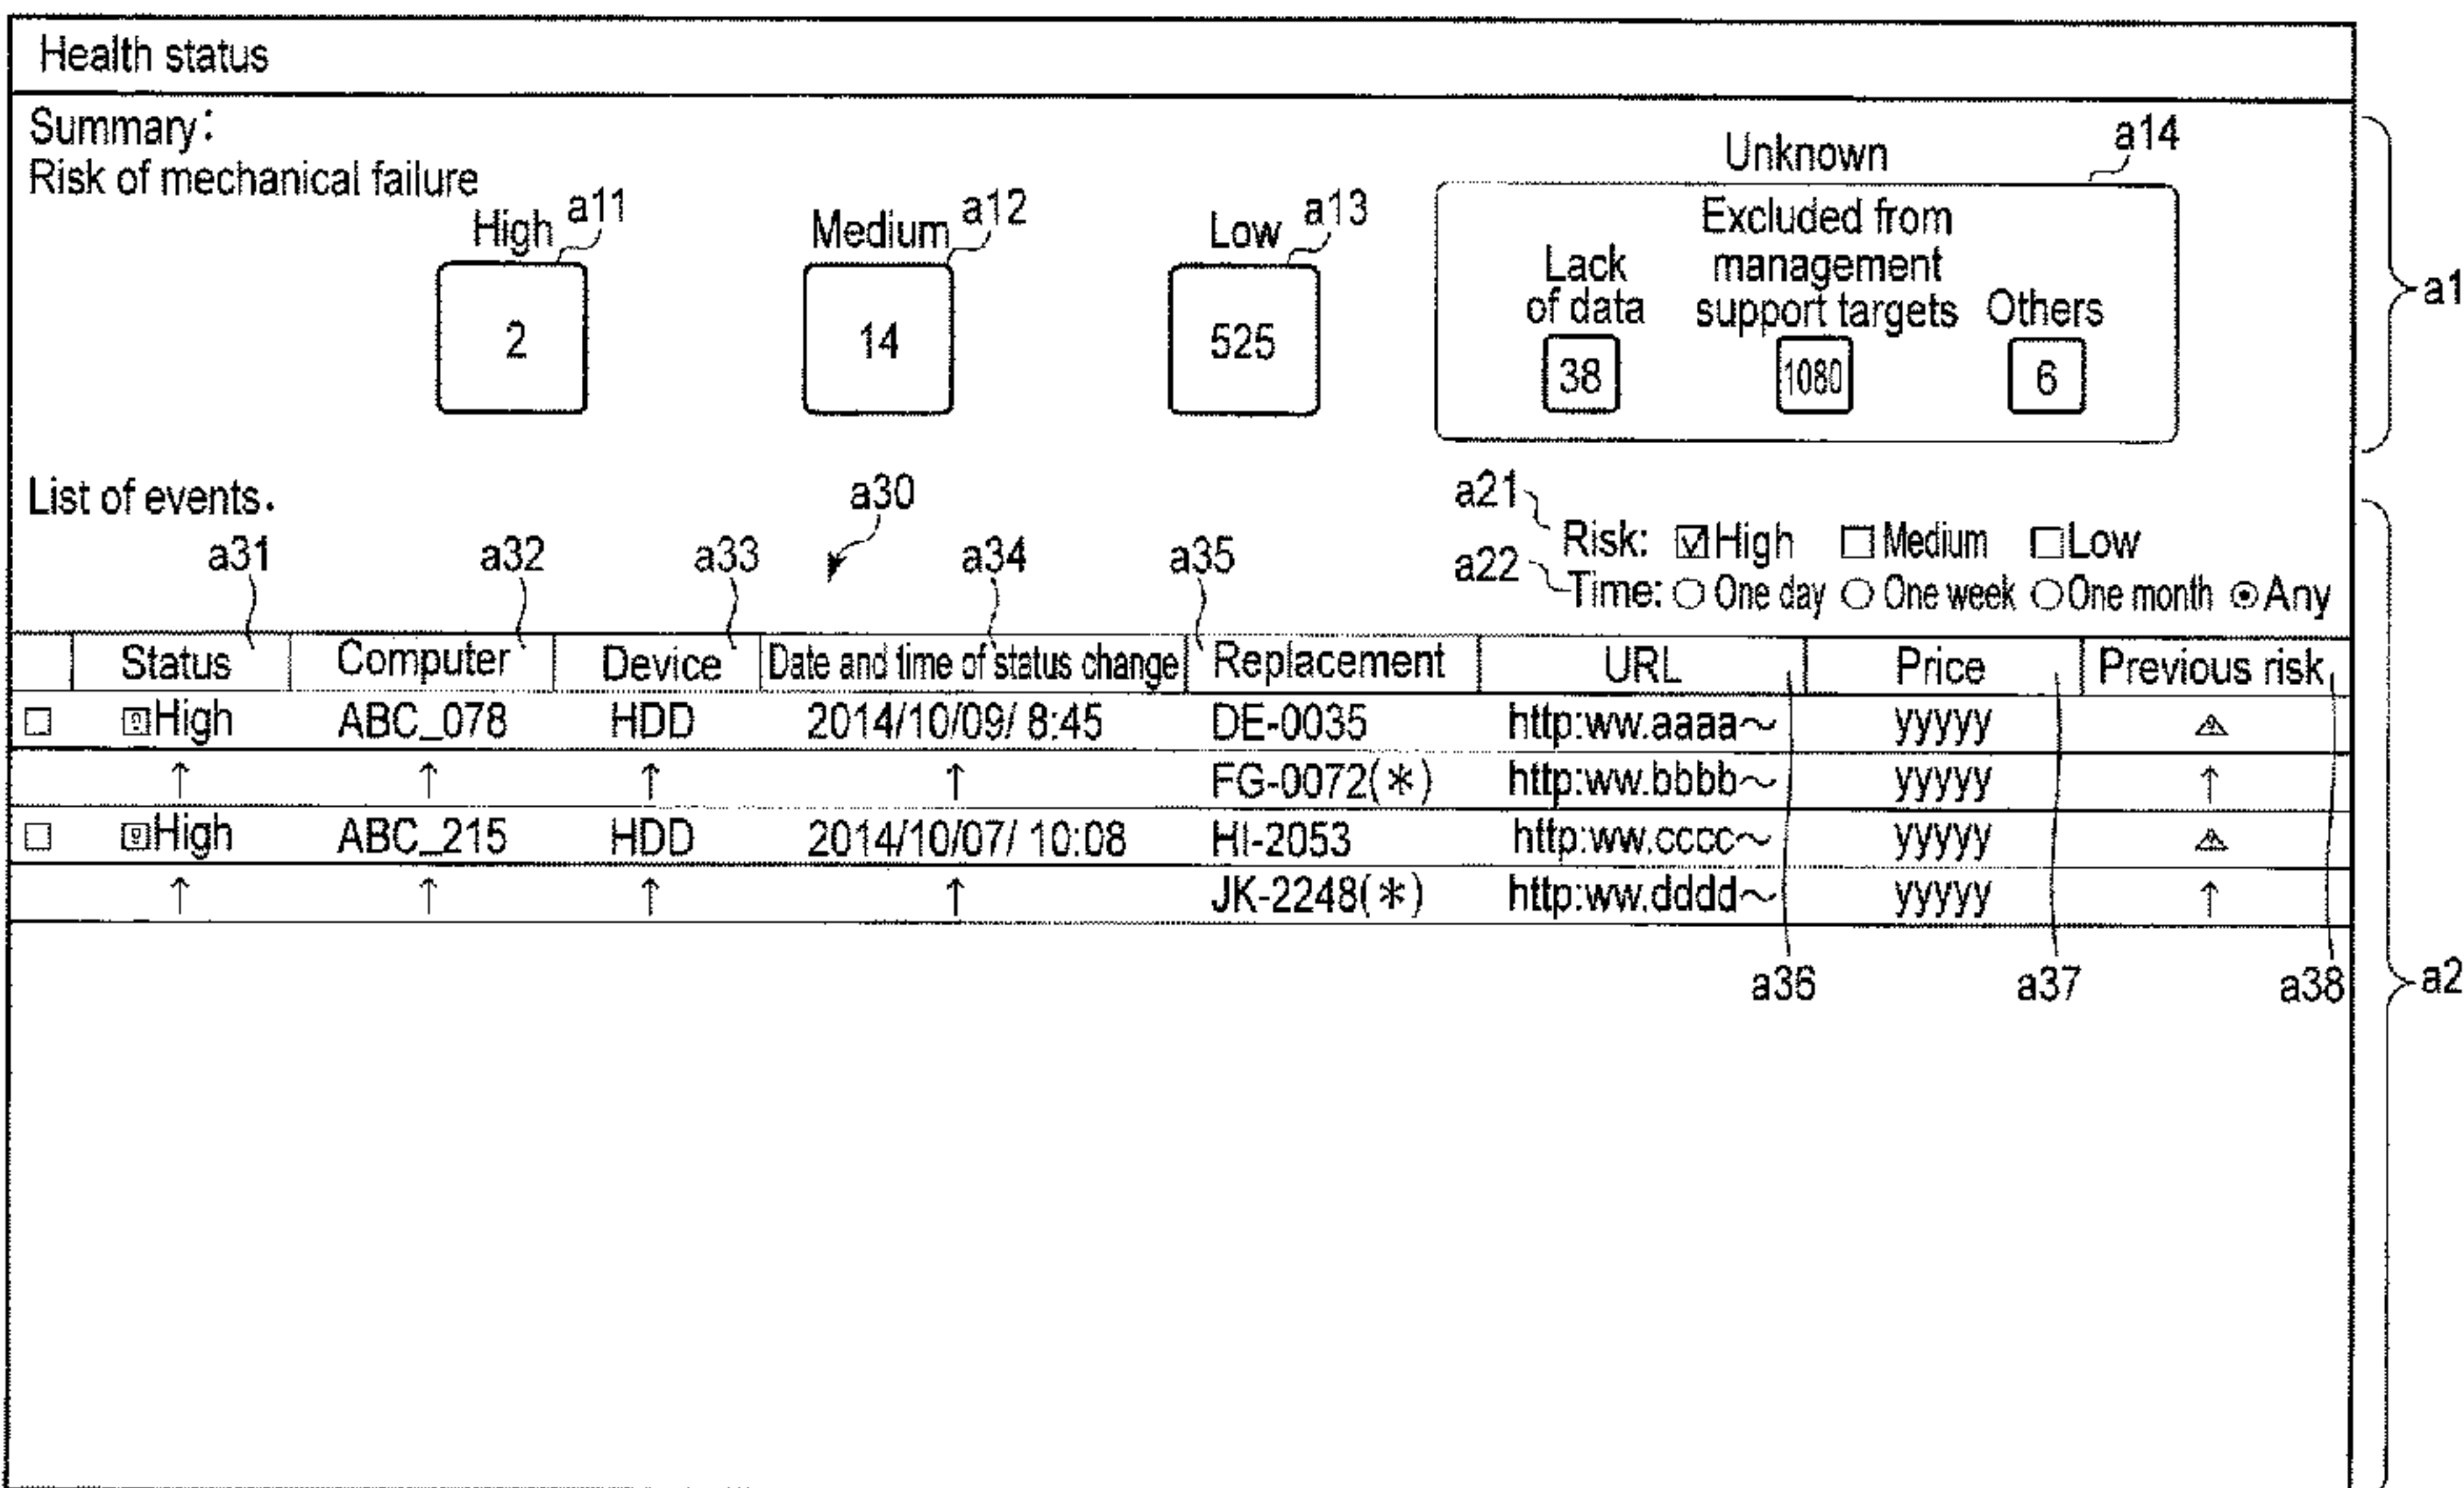 Health status
Summary:
Risk of mechanical failure
High a11
2
Medium a12
14
Low a13
525
Unknown a14
Lack
of data
38
Excluded from
management
support targets
1080
Others
6
a1
List of events.
a30
a21 Risk: ☑High □Medium □Low
a22 Time: ○One day ○One week ○One month ⊙Any
a31 a32 a33 a34 a35
Status Computer Device Date and time of status change Replacement URL Price Previous risk
□ High ABC_078 HDD 2014/10/09/ 8:45 DE-0035 http:ww.aaaa～ yyyyy
↑ ↑ ↑ ↑ FG-0072(*) http:ww.bbbb～ yyyyy ↑
□ High ABC_215 HDD 2014/10/07/ 10:08 HI-2053 http:ww.cccc～ yyyyy
↑ ↑ ↑ ↑ JK-2248(*) http:ww.dddd～ yyyyy ↑
a36 a37 a38
a2